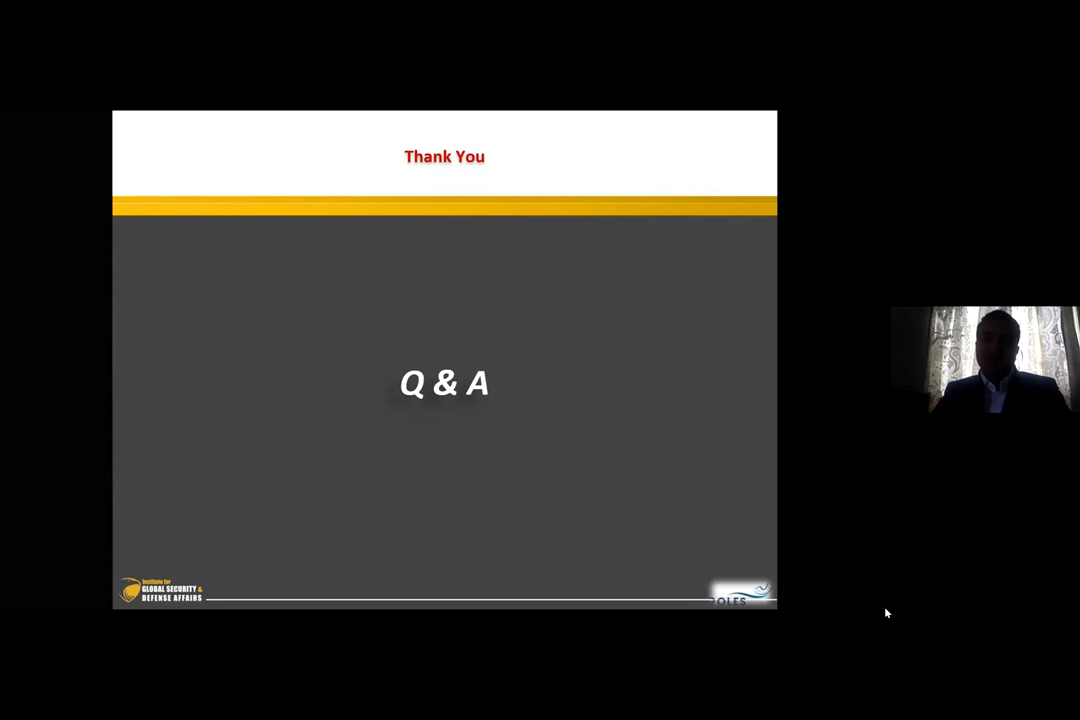 Thank You
Q & A
Institute for
GLOBAL SECURITY &
DEFENSE AFFAIRS